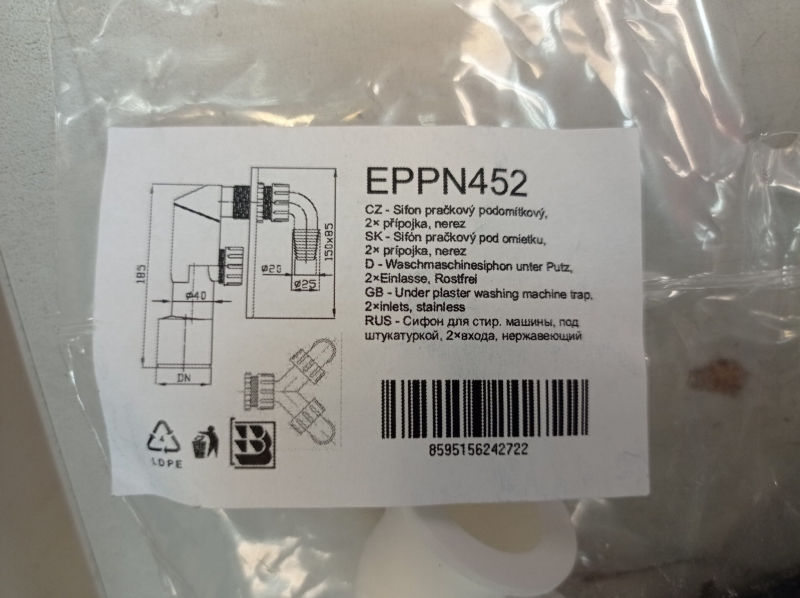 EPPN452
CZ - Sifon pračkový podomítkový,
2× přípojka, nerez
SK - Sifón pračkový pod omietku,
2× prípojka, nerez
D - Waschmaschinesiphon unter Putz,
2×Einlasse, Rostfrei
GB - Under plaster washing machine trap,
2×inlets, stainless
RUS - Сифон для стир. машины, под
штукатуркой, 2×входа, нержавеющий
8595156242722
185
ø40
DN
ø20
ø25
150x85
LDPE
B